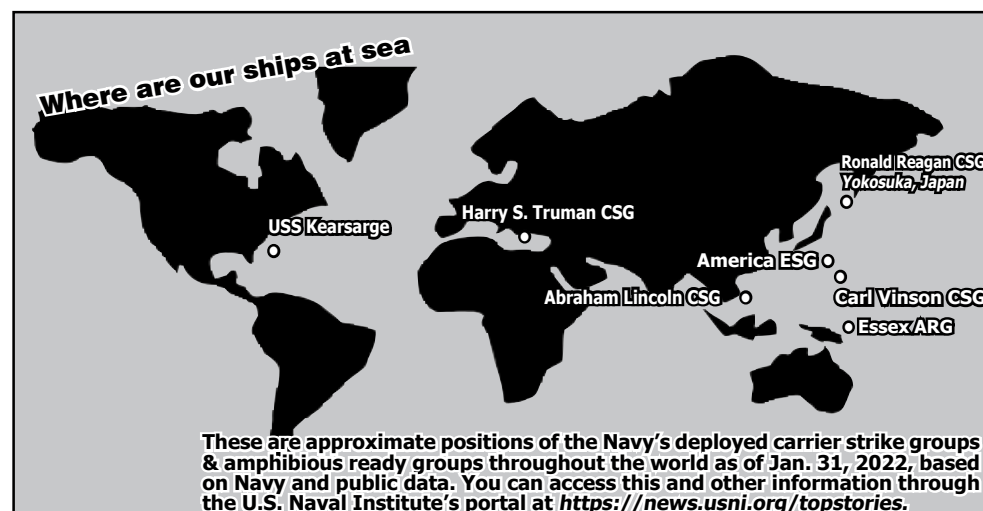 Where are our ships at sea
Ronald Reagan CSG
Yokosuka, Japan
Harry S. Truman CSG
USS Kearsarge
America ESG
Abraham Lincoln CSG
Carl Vinson CSG
Essex ARG
These are approximate positions of the Navy's deployed carrier strike groups
& amphibious ready groups throughout the world as of Jan. 31, 2022, based
on Navy and public data. You can access this and other information through
the U.S. Naval Institute's portal at https://news.usni.org/topstories.